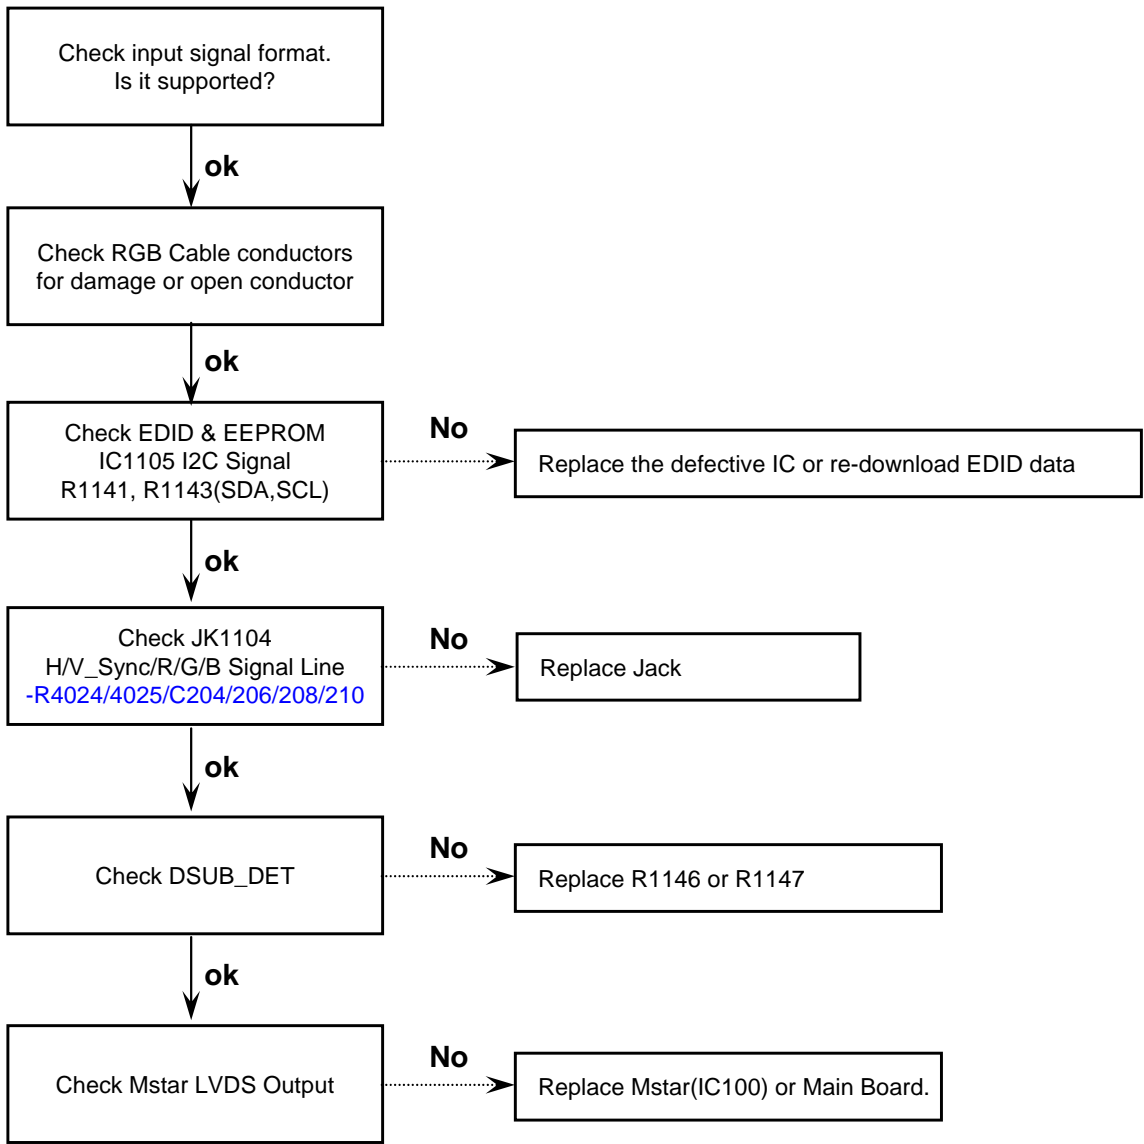 Check input signal format.
Is it supported?
ok
Check RGB Cable conductors
for damage or open conductor
ok
Check EDID & EEPROM
IC1105 I2C Signal
R1141, R1143(SDA,SCL)
No
Replace the defective IC or re-download EDID data
ok
Check JK1104
H/V_Sync/R/G/B Signal Line
-R4024/4025/C204/206/208/210
No
Replace Jack
ok
Check DSUB_DET
No
Replace R1146 or R1147
ok
Check Mstar LVDS Output
No
Replace Mstar(IC100) or Main Board.